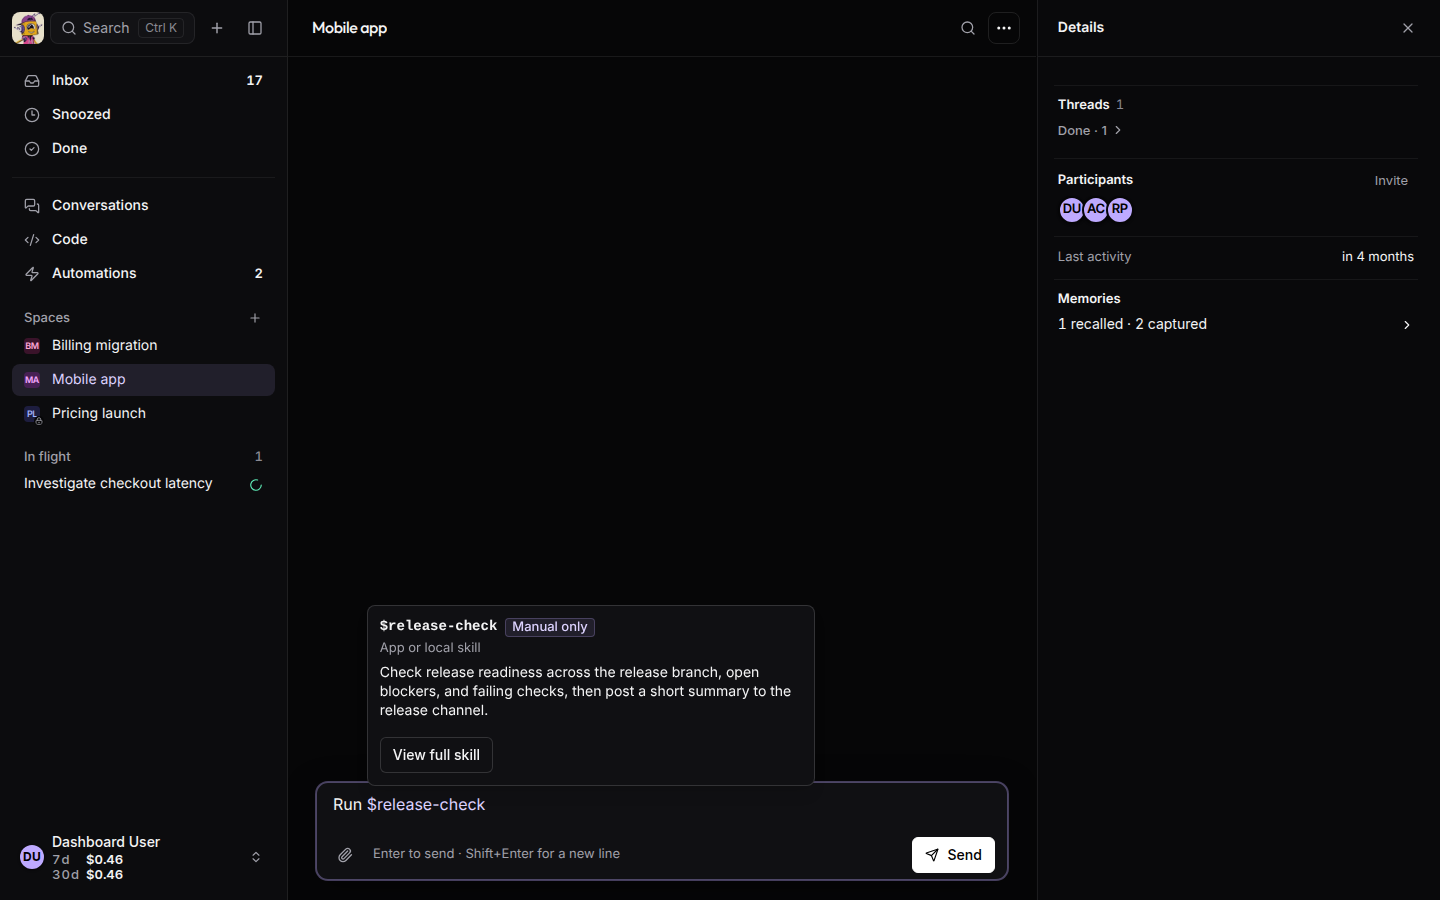 Search Ctrl K
Inbox 17
Snoozed
Done
Conversations
Code
Automations 2
Spaces
BM Billing migration
MA Mobile app
PL Pricing launch
In flight 1
Investigate checkout latency
DU Dashboard User
7d $0.46
30d $0.46
Mobile app
$release-check Manual only
App or local skill
Check release readiness across the release branch, open
blockers, and failing checks, then post a short summary to the
release channel.
View full skill
Run $release-check
Enter to send · Shift+Enter for a new line
Send
Details
Threads 1
Done · 1
Participants Invite
DU AC RP
Last activity in 4 months
Memories
1 recalled · 2 captured